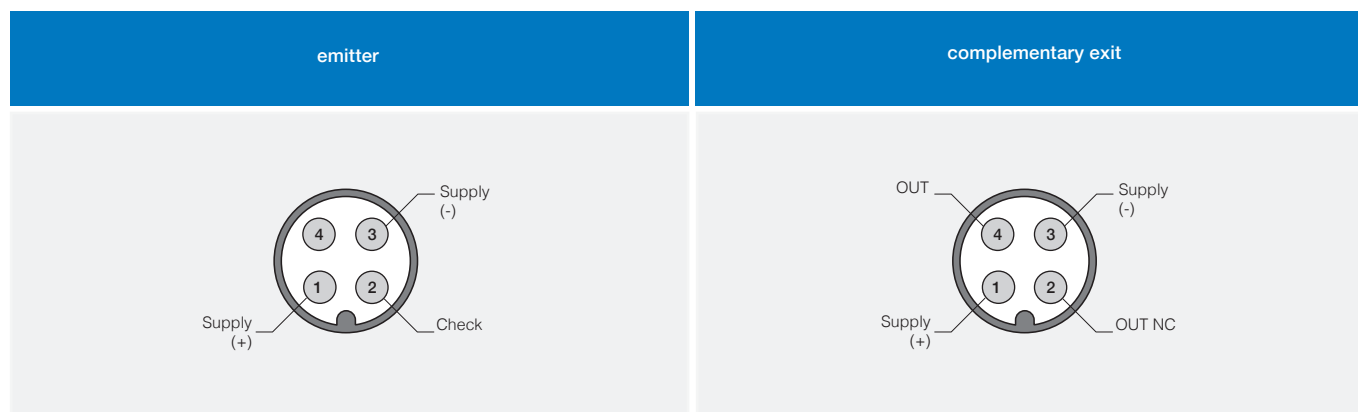 emitter
complementary exit
Supply
(-)
4
3
1
2
Supply
(+)
Check
OUT
Supply
(-)
4
3
1
2
Supply
(+)
OUT NC